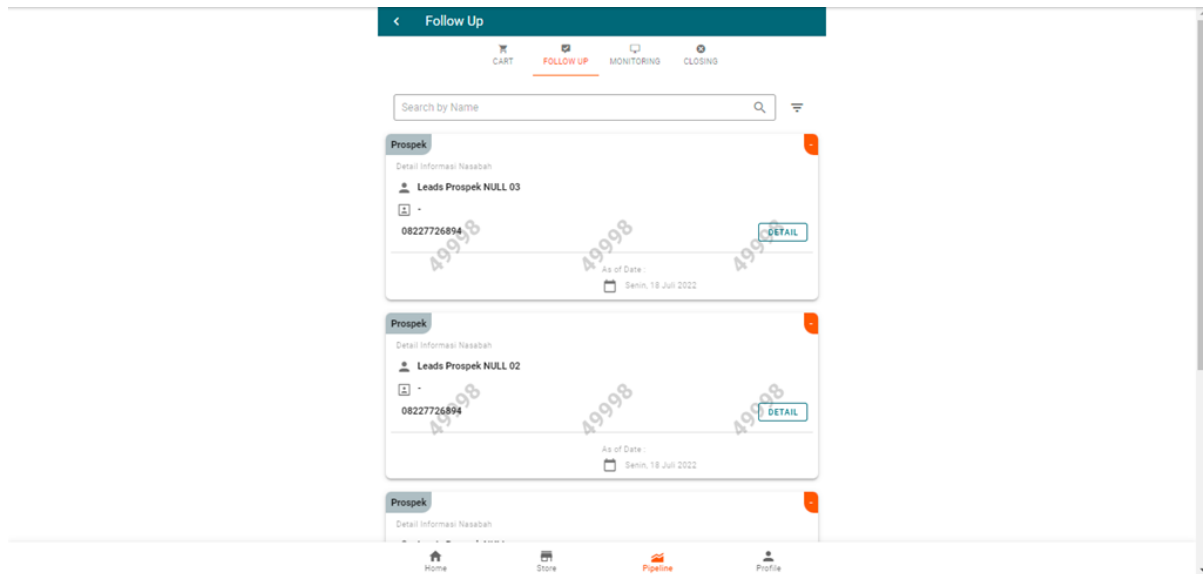 Follow Up
CART FOLLOW UP MONITORING CLOSING
Search by Name
Prospek -
Detail Informasi Nasabah
Leads Prospek NULL 03
-
08227726894 DETAIL
49998 49998 49998
As of Date :
Senin, 18 Juli 2022
Prospek -
Detail Informasi Nasabah
Leads Prospek NULL 02
-
08227726894 DETAIL
49998 49998 49998
As of Date :
Senin, 18 Juli 2022
Prospek -
Detail Informasi Nasabah
Home Store Pipeline Profile